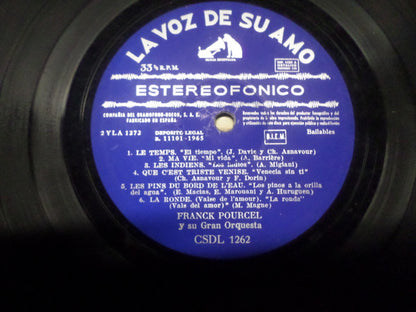 LA VOZ DE SU AMO
33⅓ R.P.M.
ESTEREOFONICO
COMPAÑIA DEL GRAMOFONO-ODEON, S. A. E.
FABRICADO EN ESPAÑA.
2 YLA 1373
DEPOSITO LEGAL
B. 11101-1965
B.I.E.M.
Bailables
1. LE TEMPS. "El tiempo". (J. Davis y Ch. Aznavour)
2. MA VIE. "Mi vida". (A. Barrière)
3. LES INDIENS. "Los indios". (A. Migiani)
4. QUE C'EST TRISTE VENISE. "Venecia sin ti"
(Ch. Aznavour y F. Dorin)
5. LES PINS DU BORD DE L'EAU. "Los pinos a la orilla
del agua". (E. Macias, E. Marouani y A. Huruguen)
6. LA RONDE. (Valse de l'amour). "La ronda"
(Vals del amor)" (M. Magne)
FRANCK POURCEL
y su Gran Orquesta
CSDL 1262